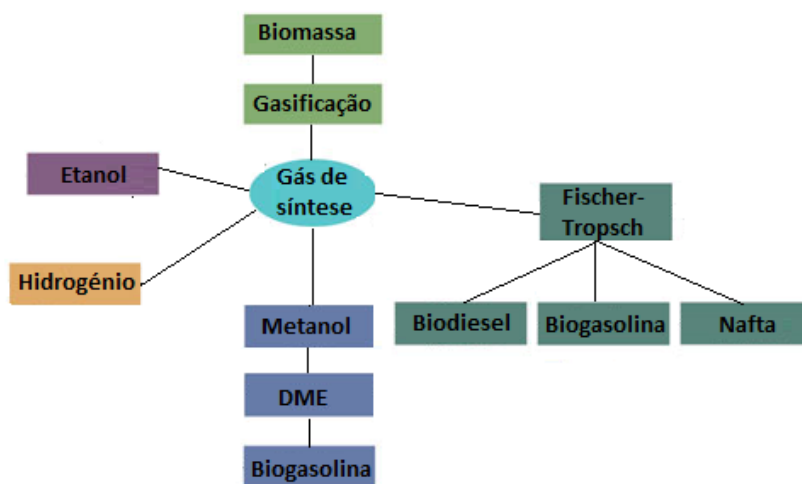 Biomassa
Gasificação
Etanol
Gás de
síntese
Fischer-
Tropsch
Hidrogénio
Metanol
Biodiesel
Biogasolina
Nafta
DME
Biogasolina